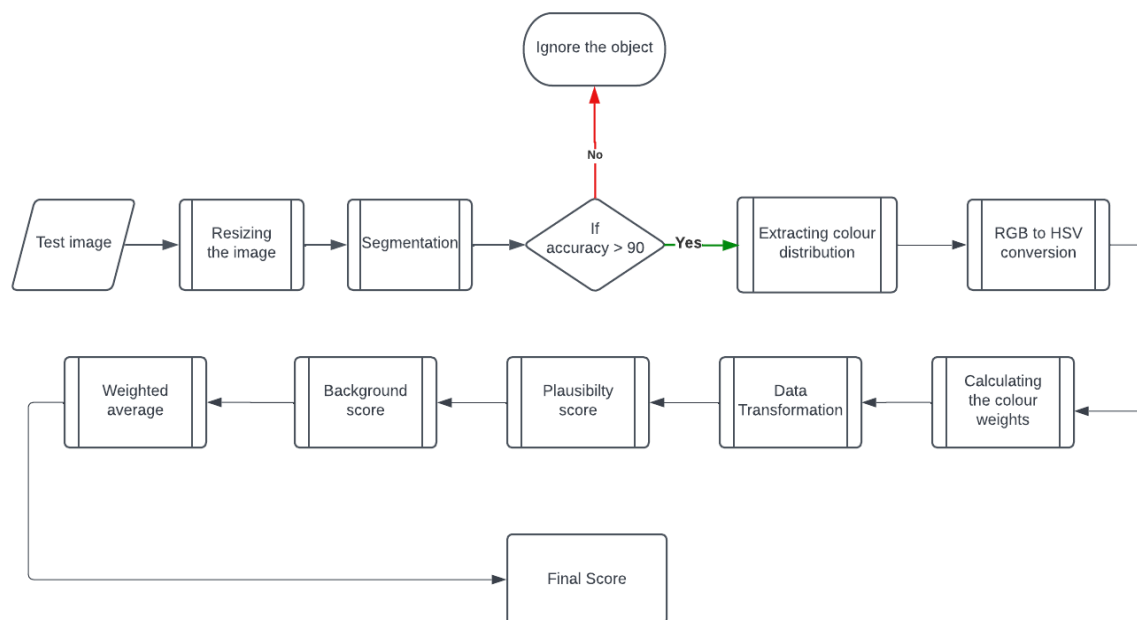 Ignore the object
No
Test image
Resizing
the image
Segmentation
If
accuracy > 90
Yes
Extracting colour
distribution
RGB to HSV
conversion
Weighted
average
Background
score
Plausibilty
score
Data
Transformation
Calculating
the colour
weights
Final Score